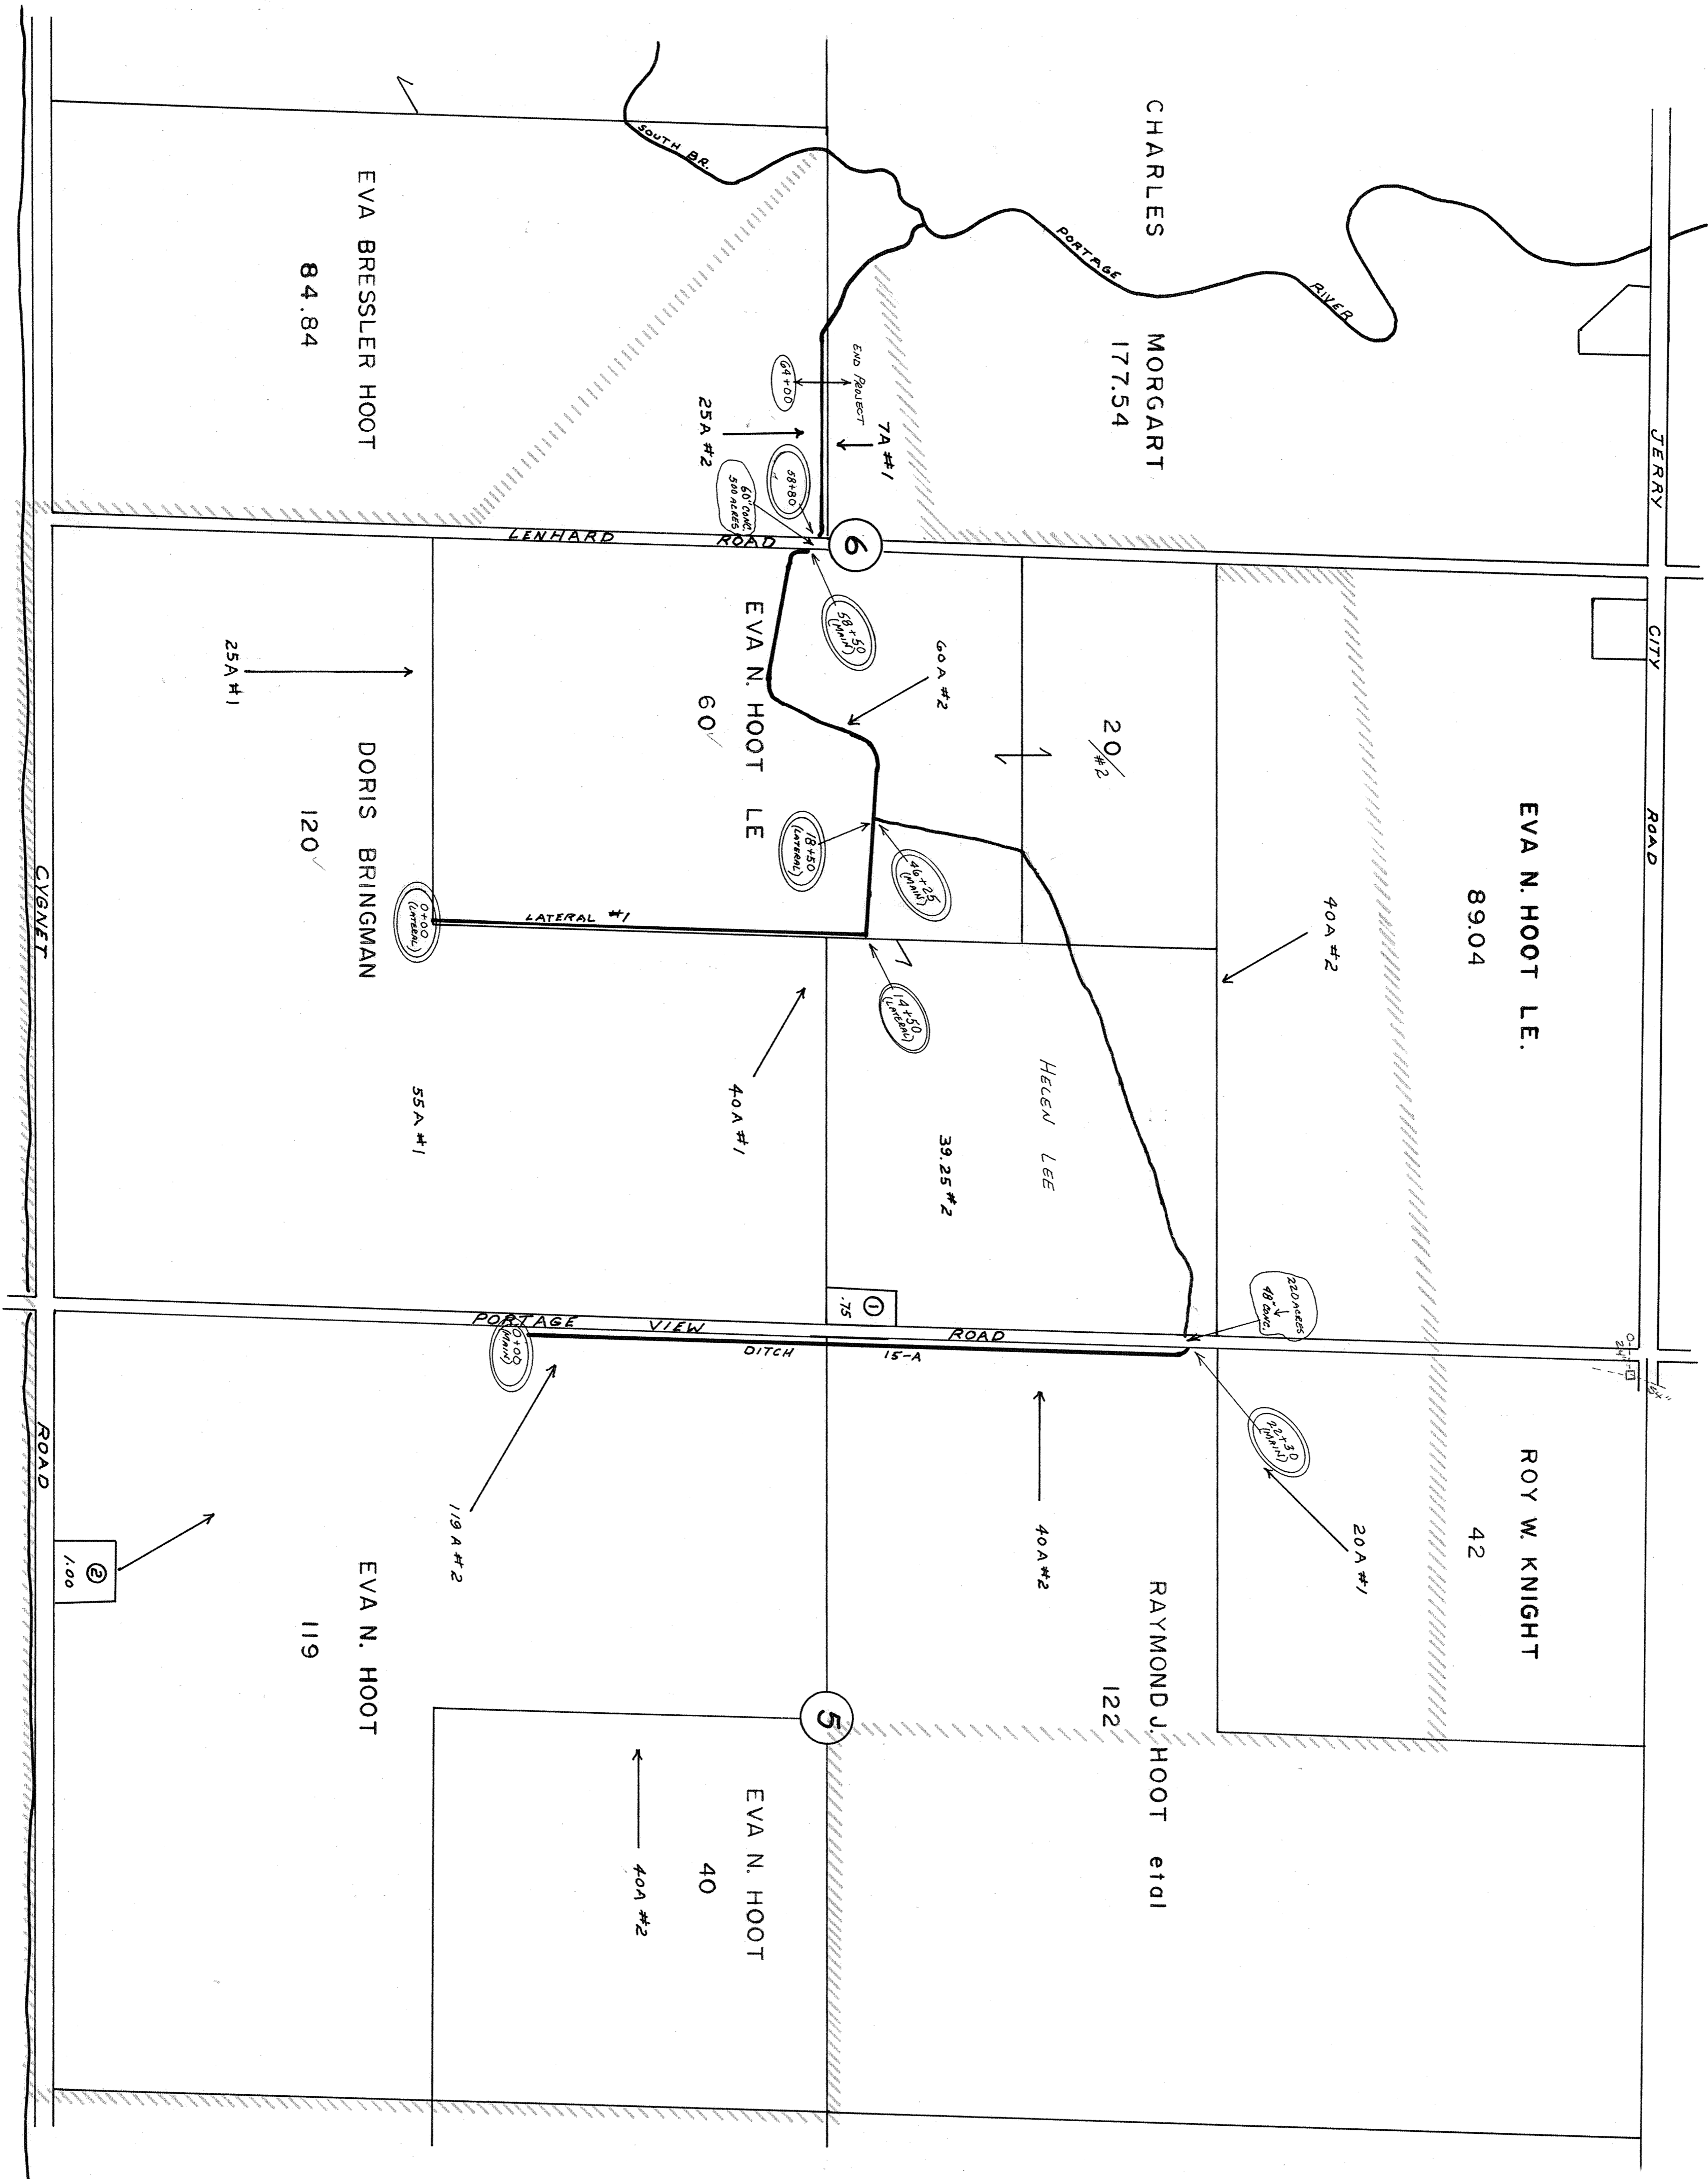 JERRY CITY ROAD
CHARLES MORGART
177.54
PORTAGE RIVER
SOUTH BR.
EVA BRESSLER HOOT
84.84
END PROJECT
64+00
7A #1
25A #2
58+80
60" CONC.
500 ACRES
LENHARD ROAD
6
58+50
(MAIN)
60A #2
20/#2
EVA N. HOOT LE.
89.04
40A #2
EVA N. HOOT LE
60
18+50
(LATERAL)
46+25
(MAIN)
25A #1
DORIS BRINGMAN
120
0+00
(LATERAL)
LATERAL #1
14+50
(LATERAL)
HELEN LEE
39.25 #2
40A #1
55A #1
1
.75
220 ACRES
48" CONC.
PORTAGE VIEW ROAD
DITCH 15-A
0+00
(MAIN)
22+30
(MAIN)
24"
54"
ROY W. KNIGHT
42
20A #1
40A #2
RAYMOND J. HOOT etal
122
119A #2
EVA N. HOOT
119
2
1.00
5
EVA N. HOOT
40
40A #2
CYGNET ROAD